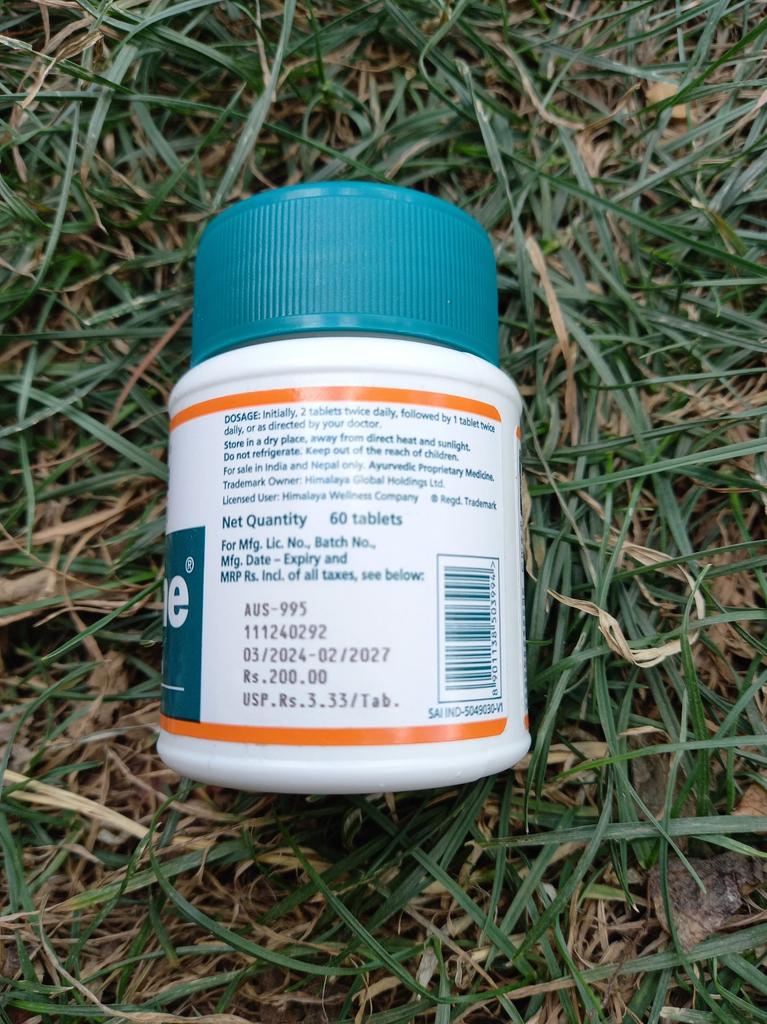 DOSAGE: Initially, 2 tablets twice daily, followed by 1 tablet twice
daily, or as directed by your doctor.
Store in a dry place, away from direct heat and sunlight.
Do not refrigerate. Keep out of the reach of children.
For sale in India and Nepal only. Ayurvedic Proprietary Medicine.
Trademark Owner: Himalaya Global Holdings Ltd.
Licensed User: Himalaya Wellness Company ® Regd. Trademark
Net Quantity 60 tablets
For Mfg. Lic. No., Batch No.,
Mfg. Date – Expiry and
MRP Rs. Incl. of all taxes, see below:
AUS-995
111240292
03/2024-02/2027
Rs.200.00
USP.Rs.3.33/Tab.
8 901138 503994>
SAI IND-5049030-V1
ne®